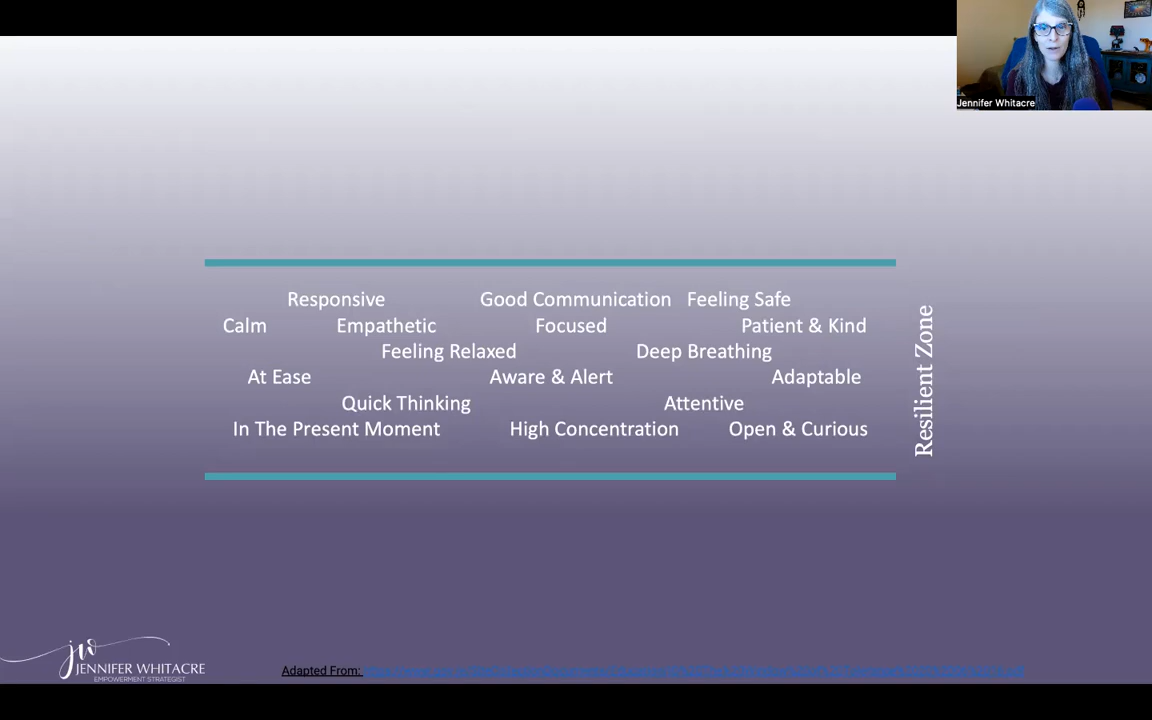 Jennifer Whitacre
Responsive Good Communication Feeling Safe
Calm Empathetic Focused Patient & Kind
Feeling Relaxed Deep Breathing
At Ease Aware & Alert Adaptable
Quick Thinking Attentive
In The Present Moment High Concentration Open & Curious
Resilient Zone
jw
JENNIFER WHITACRE
EMPOWERMENT STRATEGIST
Adapted From: